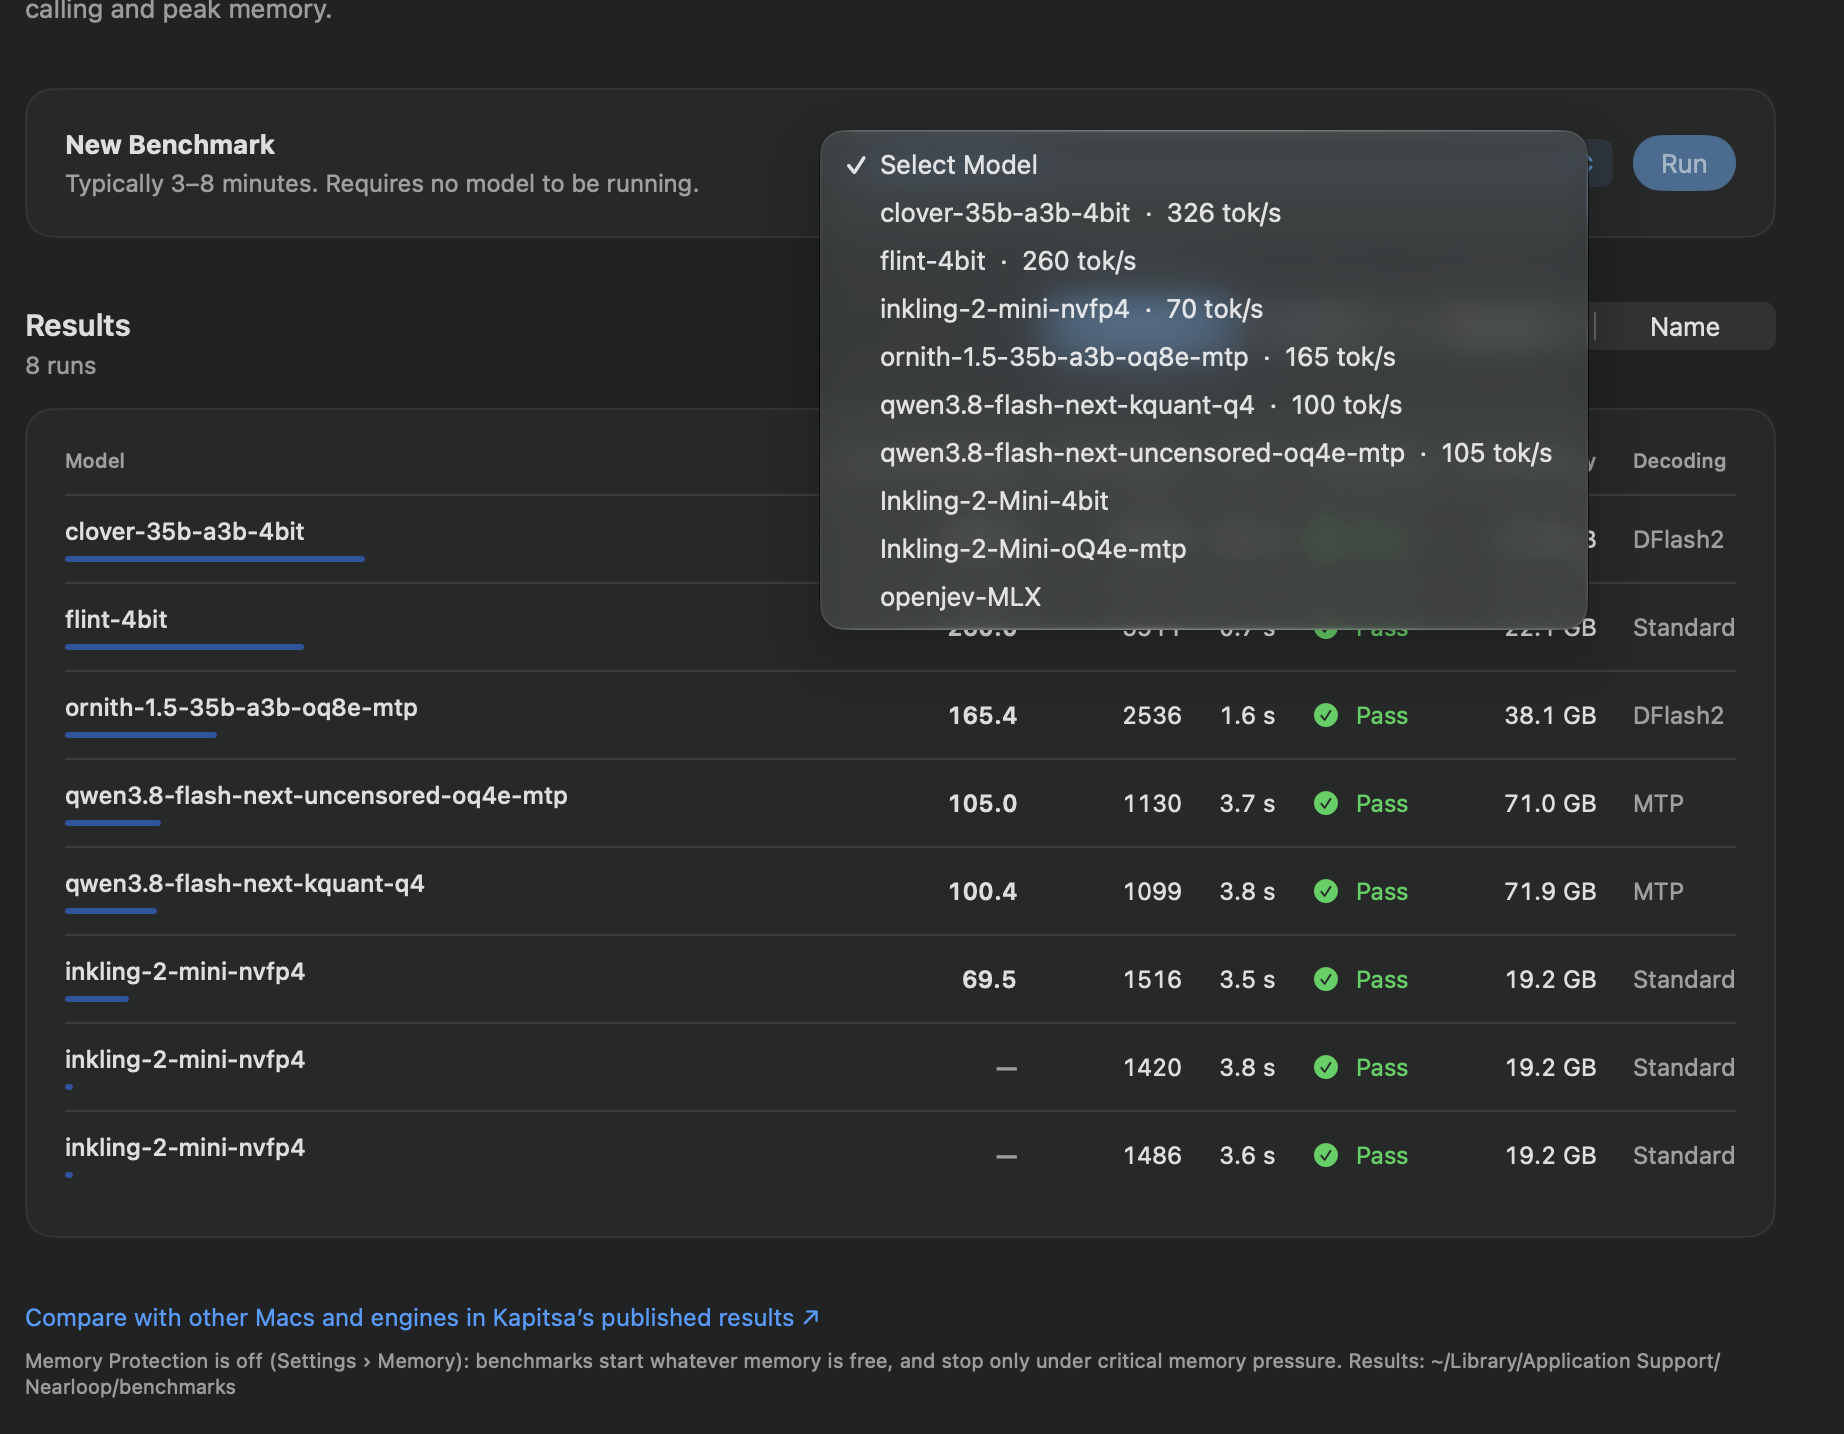 calling and peak memory.
New Benchmark
Typically 3–8 minutes. Requires no model to be running.
✓ Select Model
clover-35b-a3b-4bit · 326 tok/s
flint-4bit · 260 tok/s
inkling-2-mini-nvfp4 · 70 tok/s
ornith-1.5-35b-a3b-oq8e-mtp · 165 tok/s
qwen3.8-flash-next-kquant-q4 · 100 tok/s
qwen3.8-flash-next-uncensored-oq4e-mtp · 105 tok/s
Inkling-2-Mini-4bit
Inkling-2-Mini-oQ4e-mtp
openjev-MLX
Run
Results
8 runs
Name
Model Decoding
clover-35b-a3b-4bit DFlash2
flint-4bit Pass GB Standard
ornith-1.5-35b-a3b-oq8e-mtp 165.4 2536 1.6 s Pass 38.1 GB DFlash2
qwen3.8-flash-next-uncensored-oq4e-mtp 105.0 1130 3.7 s Pass 71.0 GB MTP
qwen3.8-flash-next-kquant-q4 100.4 1099 3.8 s Pass 71.9 GB MTP
inkling-2-mini-nvfp4 69.5 1516 3.5 s Pass 19.2 GB Standard
inkling-2-mini-nvfp4 — 1420 3.8 s Pass 19.2 GB Standard
inkling-2-mini-nvfp4 — 1486 3.6 s Pass 19.2 GB Standard
Compare with other Macs and engines in Kapitsa’s published results ↗
Memory Protection is off (Settings › Memory): benchmarks start whatever memory is free, and stop only under critical memory pressure. Results: ~/Library/Application Support/
Nearloop/benchmarks